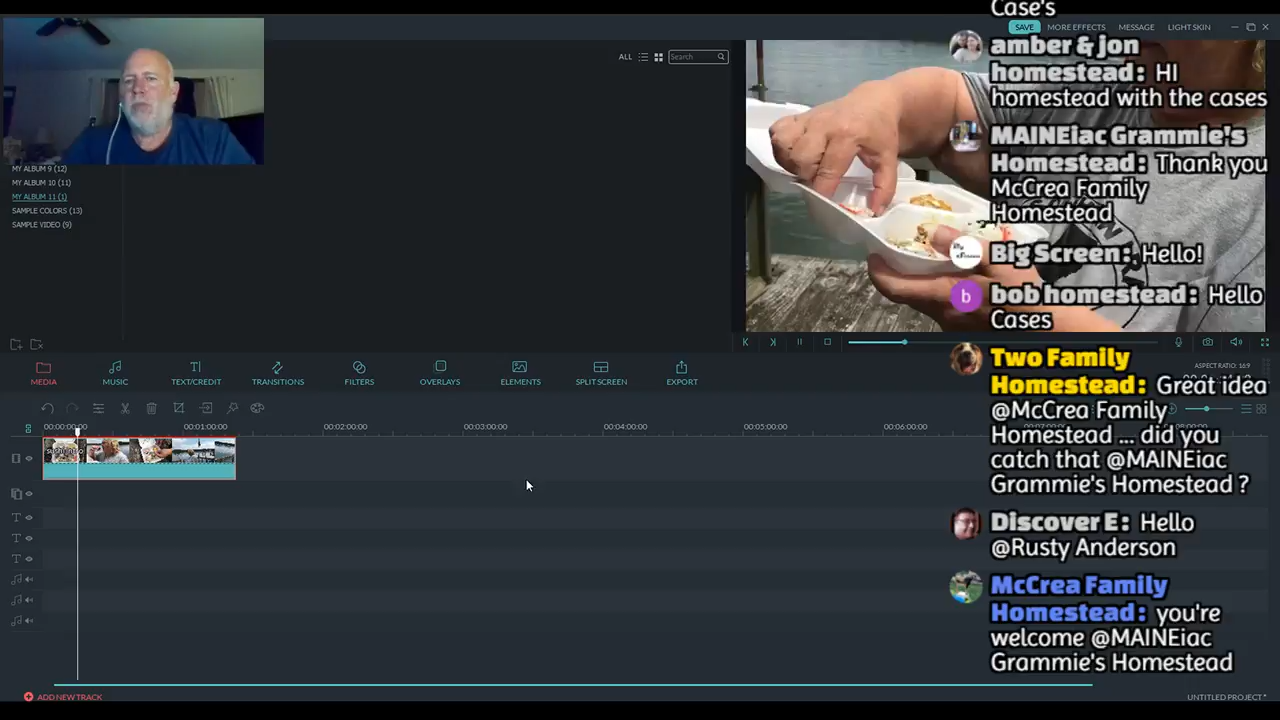 SAVE MORE EFFECTS MESSAGE LIGHT SKIN
ALL Search
MY ALBUM 9 (12)
MY ALBUM 10 (11)
MY ALBUM 11 (1)
SAMPLE COLORS (13)
SAMPLE VIDEO (9)
MEDIA MUSIC TEXT/CREDIT TRANSITIONS FILTERS OVERLAYS ELEMENTS SPLIT SCREEN EXPORT
ASPECT RATIO: 16:9
00:00:00:00 00:01:00:00 00:02:00:00 00:03:00:00 00:04:00:00 00:05:00:00 00:06:00:00
ADD NEW TRACK
UNTITLED PROJECT*
Case's
amber & jon
homestead: HI
homestead with the cases
MAINEiac Grammie's
Homestead: Thank you
McCrea Family
Homestead
Big Screen: Hello!
b bob homestead: Hello
Cases
Two Family
Homestead: Great idea
@McCrea Family
Homestead ... did you
catch that @MAINEiac
Grammie's Homestead ?
Discover E: Hello
@Rusty Anderson
McCrea Family
Homestead: you're
welcome @MAINEiac
Grammie's Homestead